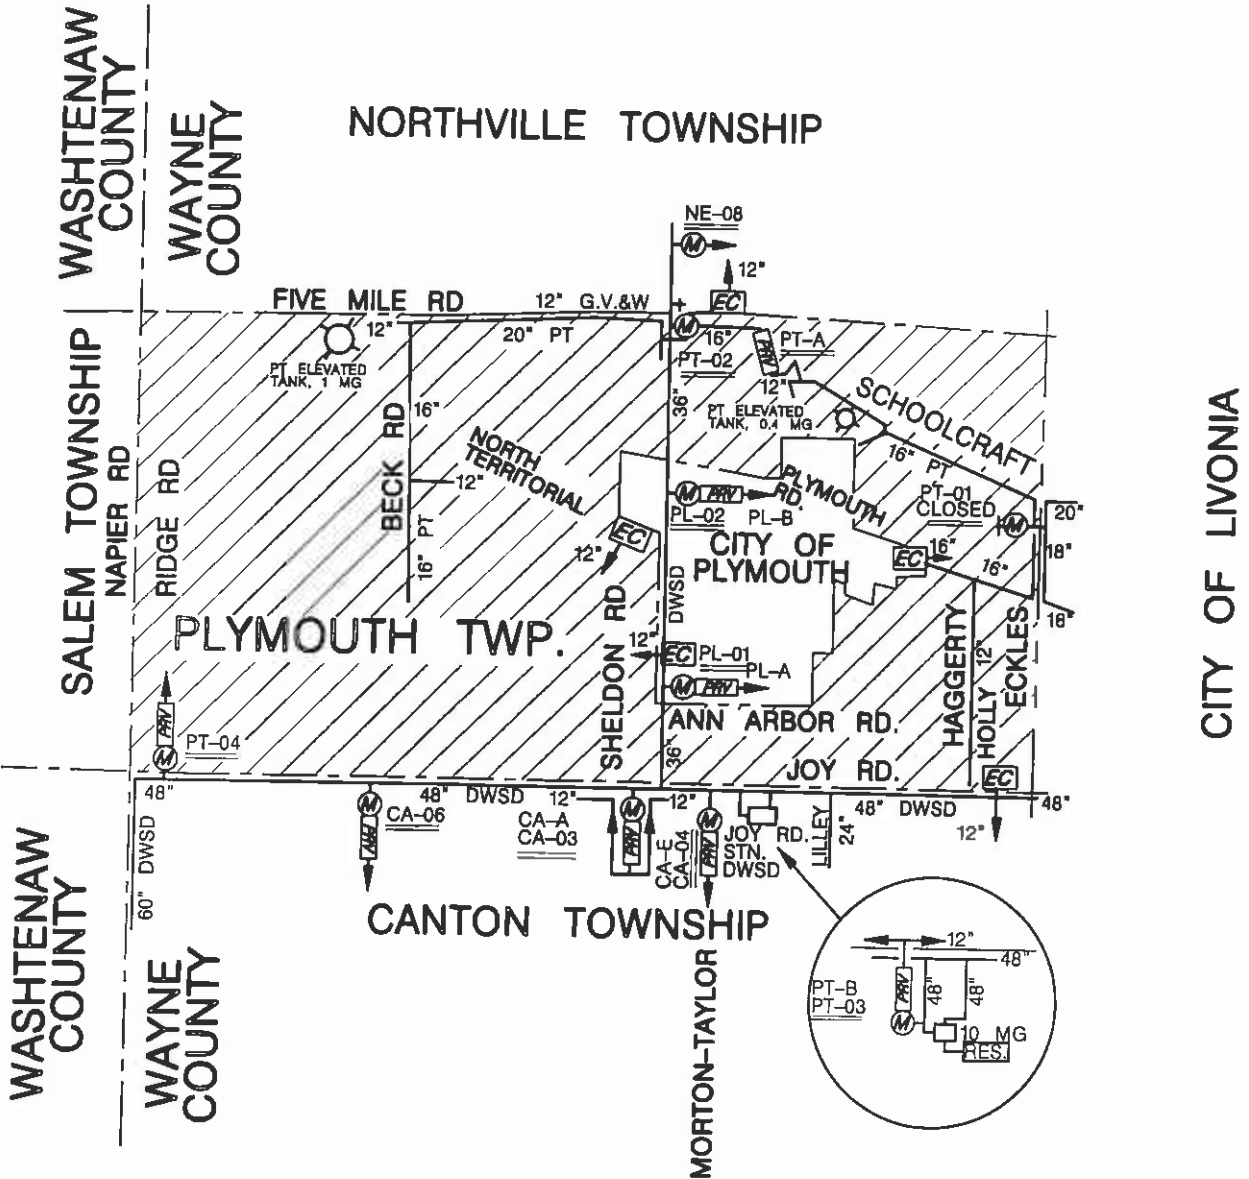 WASHTENAW
COUNTY
WAYNE
COUNTY
NORTHVILLE TOWNSHIP
NE-08
M
12"
EC
FIVE MILE RD
12" G.V.&W
12"
20" PT
M
16"
PT-02
PRV
PT-A
12"
PT ELEVATED
TANK, 1 MG
PT ELEVATED
TANK, 0.4 MG
SCHOOLCRAFT
16" PT
SALEM TOWNSHIP
NAPIER RD
RIDGE RD
BECK RD
16"
12"
16" PT
NORTH
TERRITORIAL
36"
M
PRV
PL-02
PL-B
PLYMOUTH
RD.
PT-01
CLOSED
M
20"
18"
18"
CITY OF
PLYMOUTH
EC
16"
16"
EC
12"
DWSD
PLYMOUTH TWP.
SHELDON RD
12"
EC
PL-01
M
PRV
PL-A
ANN ARBOR RD.
36"
HAGGERTY
12"
HOLLY
ECKLES
CITY OF LIVONIA
PRV
M
PT-04
JOY RD.
EC
12"
48"
48" DWSD
48" DWSD
48"
60" DWSD
M
CA-06
12"
12"
CA-A
CA-03
M
PRV
CA-E
CA-04
M
PRV
JOY RD.
STN.
DWSD
LILLEY
24"
CANTON TOWNSHIP
MORTON-TAYLOR
WASHTENAW
COUNTY
WAYNE
COUNTY
12"
48"
PRV
48"
48"
PT-B
PT-03
M
10 MG
RES.